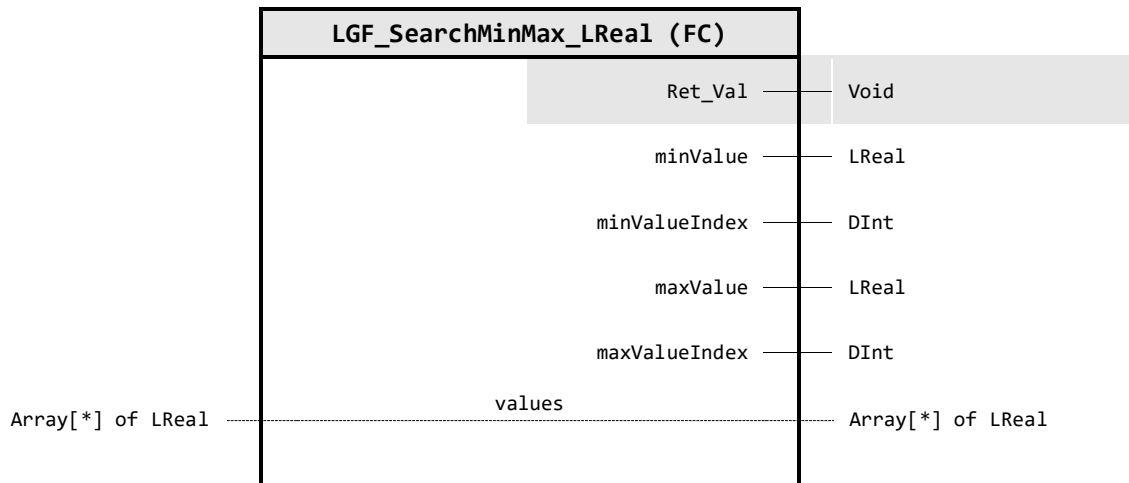 LGF_SearchMinMax_LReal (FC)
Ret_Val Void
minValue LReal
minValueIndex DInt
maxValue LReal
maxValueIndex DInt
values
Array[*] of LReal Array[*] of LReal